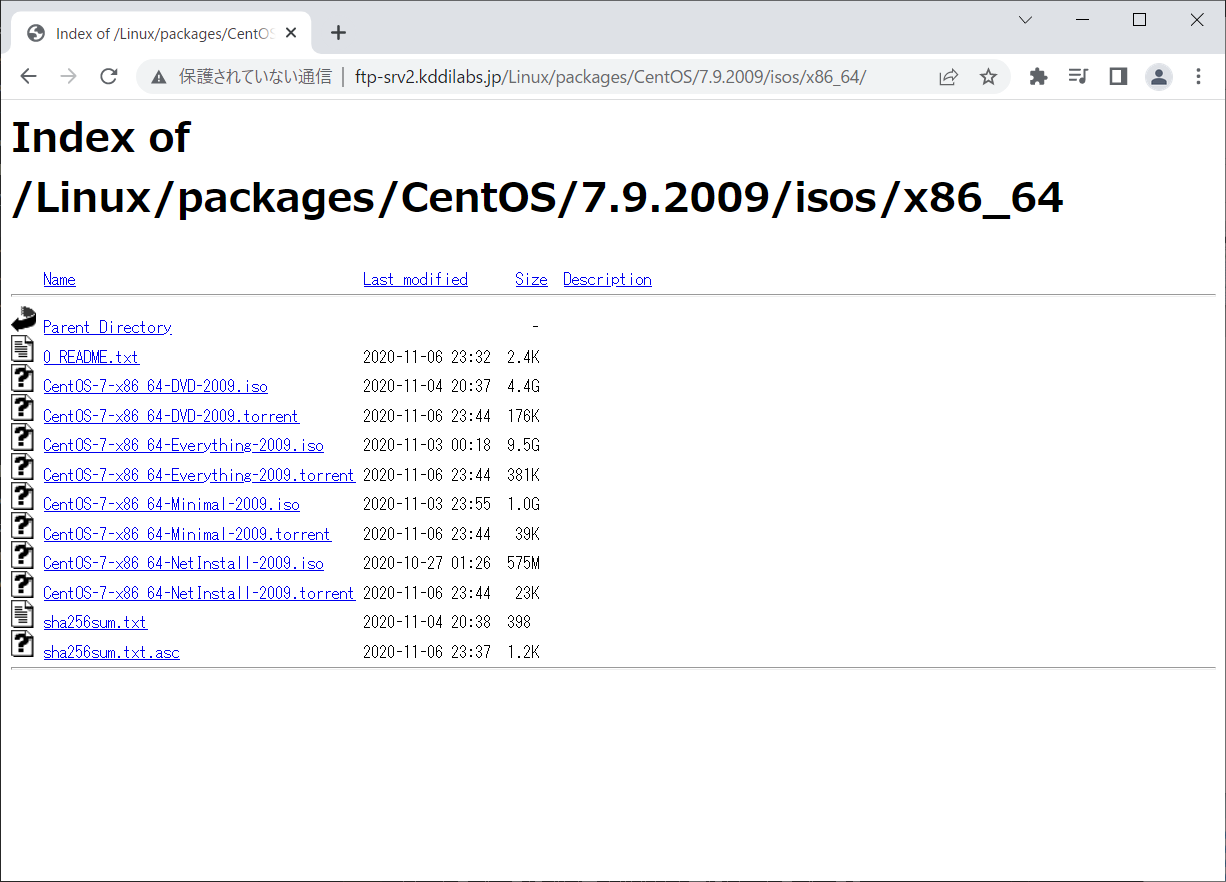 Index of /Linux/packages/CentOS
保護されていない通信 | ftp-srv2.kddilabs.jp/Linux/packages/CentOS/7.9.2009/isos/x86_64/
Index of
/Linux/packages/CentOS/7.9.2009/isos/x86_64
Name Last modified Size Description
Parent Directory -
0_README.txt 2020-11-06 23:32 2.4K
CentOS-7-x86_64-DVD-2009.iso 2020-11-04 20:37 4.4G
CentOS-7-x86_64-DVD-2009.torrent 2020-11-06 23:44 176K
CentOS-7-x86_64-Everything-2009.iso 2020-11-03 00:18 9.5G
CentOS-7-x86_64-Everything-2009.torrent 2020-11-06 23:44 381K
CentOS-7-x86_64-Minimal-2009.iso 2020-11-03 23:55 1.0G
CentOS-7-x86_64-Minimal-2009.torrent 2020-11-06 23:44 39K
CentOS-7-x86_64-NetInstall-2009.iso 2020-10-27 01:26 575M
CentOS-7-x86_64-NetInstall-2009.torrent 2020-11-06 23:44 23K
sha256sum.txt 2020-11-04 20:38 398
sha256sum.txt.asc 2020-11-06 23:37 1.2K